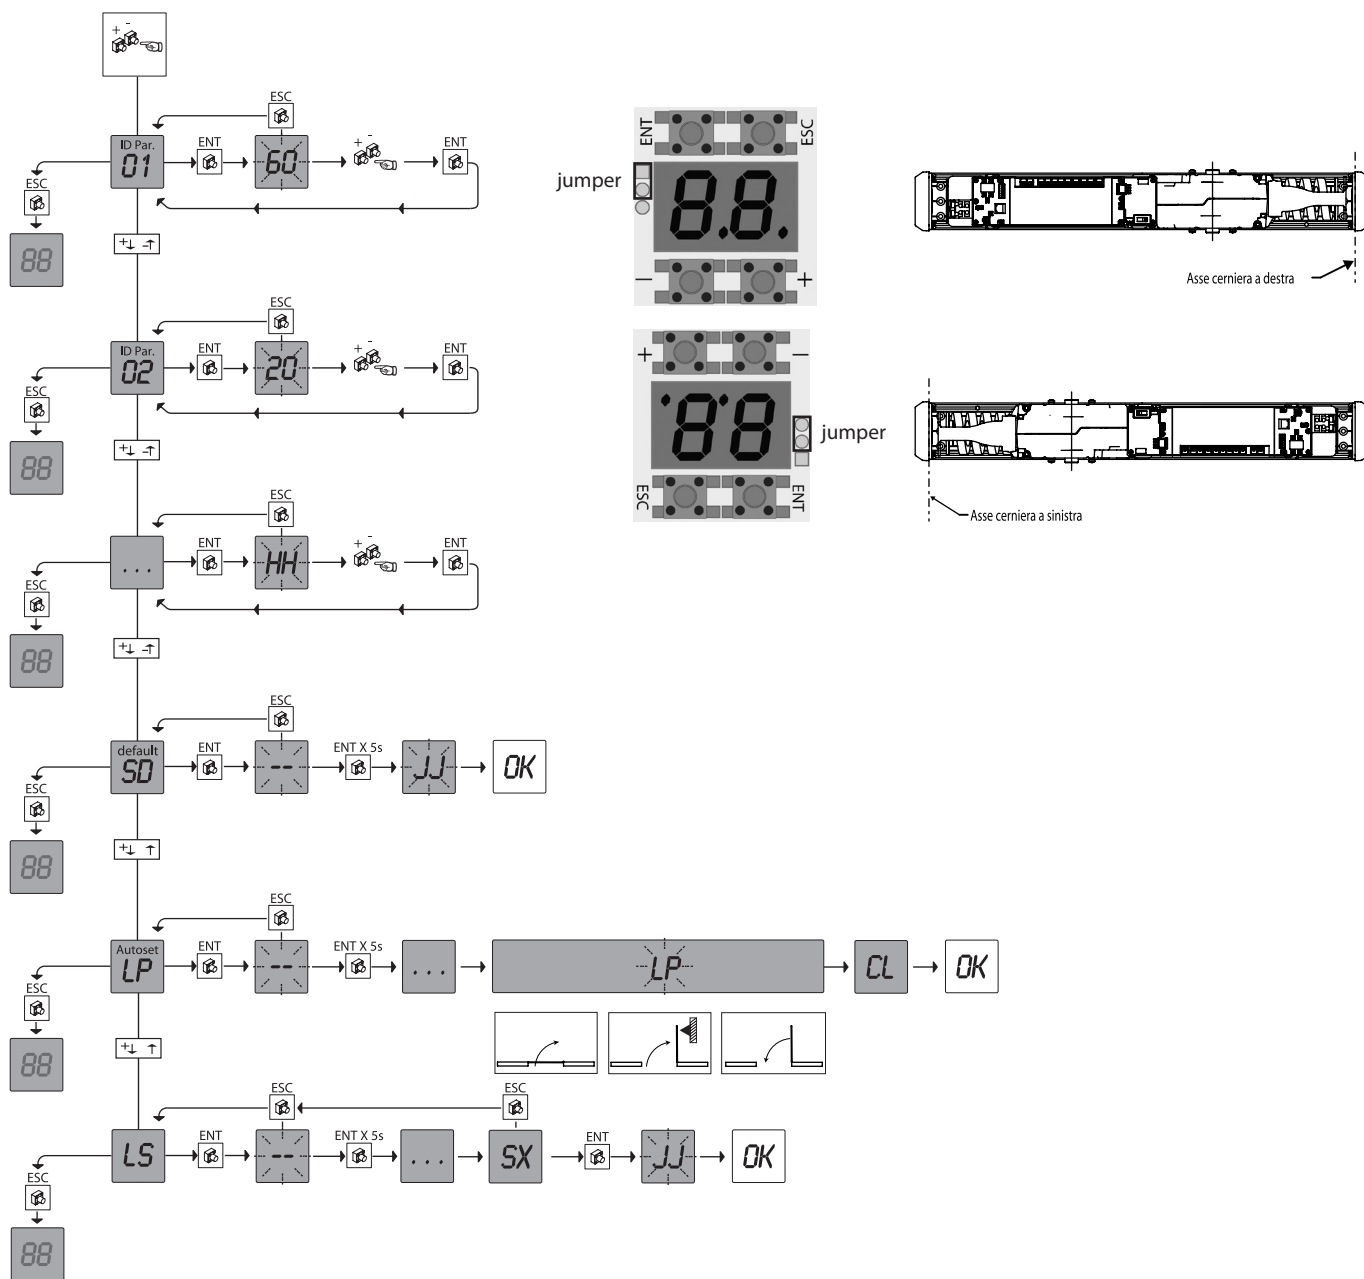 + -
ESC
ID Par.
01
ENT
60
+ -
ENT
ESC
88
+↓ -↑
ESC
ID Par.
02
ENT
20
+ -
ENT
ESC
88
+↓ -↑
ESC
...
ENT
HH
+ -
ENT
ESC
88
+↓ -↑
ESC
default
SD
ENT
--
ENT X 5s
JJ
OK
ESC
88
+↓ ↑
ESC
Autoset
LP
ENT
--
ENT X 5s
...
LP
CL
OK
ESC
88
+↓ ↑
ESC
ESC
LS
ENT
--
ENT X 5s
...
SX
ENT
JJ
OK
ESC
88
ENT
ESC
jumper
8.8.
-
+
Asse cerniera a destra
+
-
8.8.
jumper
ESC
ENT
Asse cerniera a sinistra